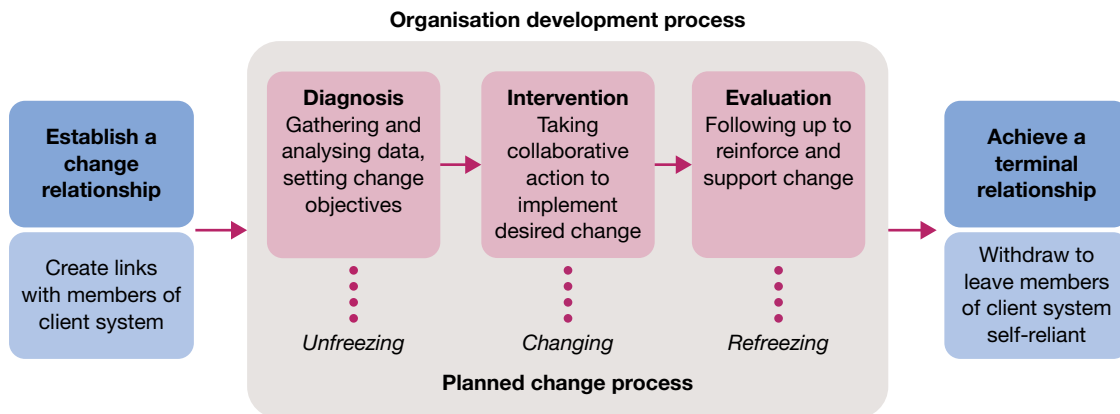 Organisation development process
Establish a
change
relationship
Create links
with members of
client system
Diagnosis
Gathering and
analysing data,
setting change
objectives
Intervention
Taking
collaborative
action to
implement
desired change
Evaluation
Following up to
reinforce and
support change
Unfreezing
Changing
Refreezing
Planned change process
Achieve a
terminal
relationship
Withdraw to
leave members
of client system
self-reliant